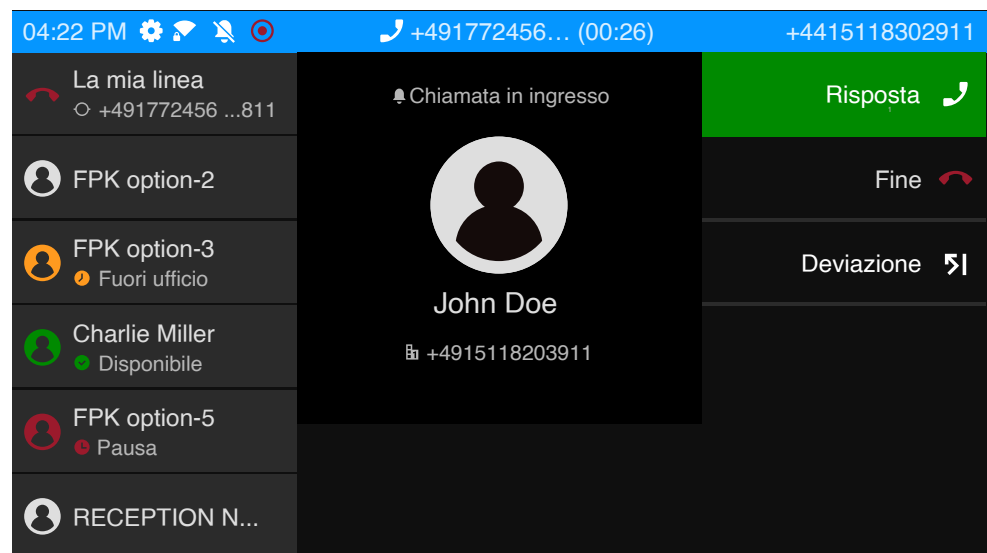 04:22 PM
+491772456... (00:26)
+4415118302911
La mia linea
+491772456 ...811
FPK option-2
FPK option-3
Fuori ufficio
Charlie Miller
Disponibile
FPK option-5
Pausa
RECEPTION N...
Chiamata in ingresso
John Doe
+4915118203911
Risposta
Fine
Deviazione